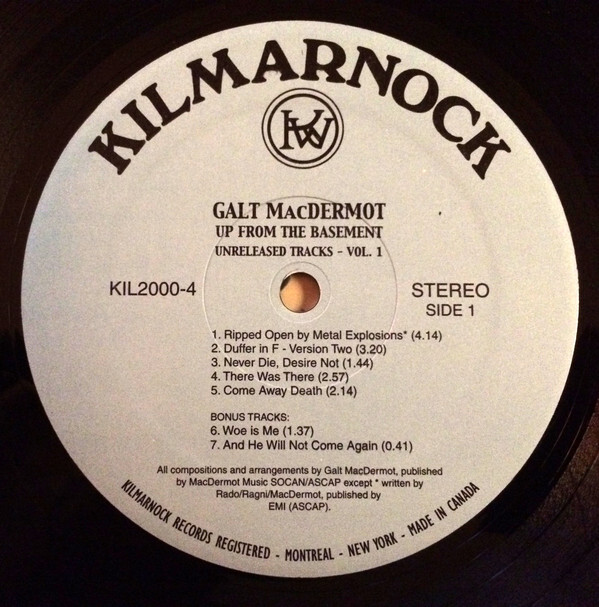 KILMARNOCK
KW
GALT MACDERMOT
UP FROM THE BASEMENT
UNRELEASED TRACKS - VOL. 1
KIL2000-4
STEREO
SIDE 1
1. Ripped Open by Metal Explosions* (4.14)
2. Duffer in F - Version Two (3.20)
3. Never Die, Desire Not (1.44)
4. There Was There (2.57)
5. Come Away Death (2.14)
BONUS TRACKS:
6. Woe is Me (1.37)
7. And He Will Not Come Again (0.41)
All compositions and arrangements by Galt MacDermot, published
by MacDermot Music SOCAN/ASCAP except * written by
Rado/Ragni/MacDermot, published by
EMI (ASCAP).
KILMARNOCK RECORDS REGISTERED - MONTREAL - NEW YORK - MADE IN CANADA